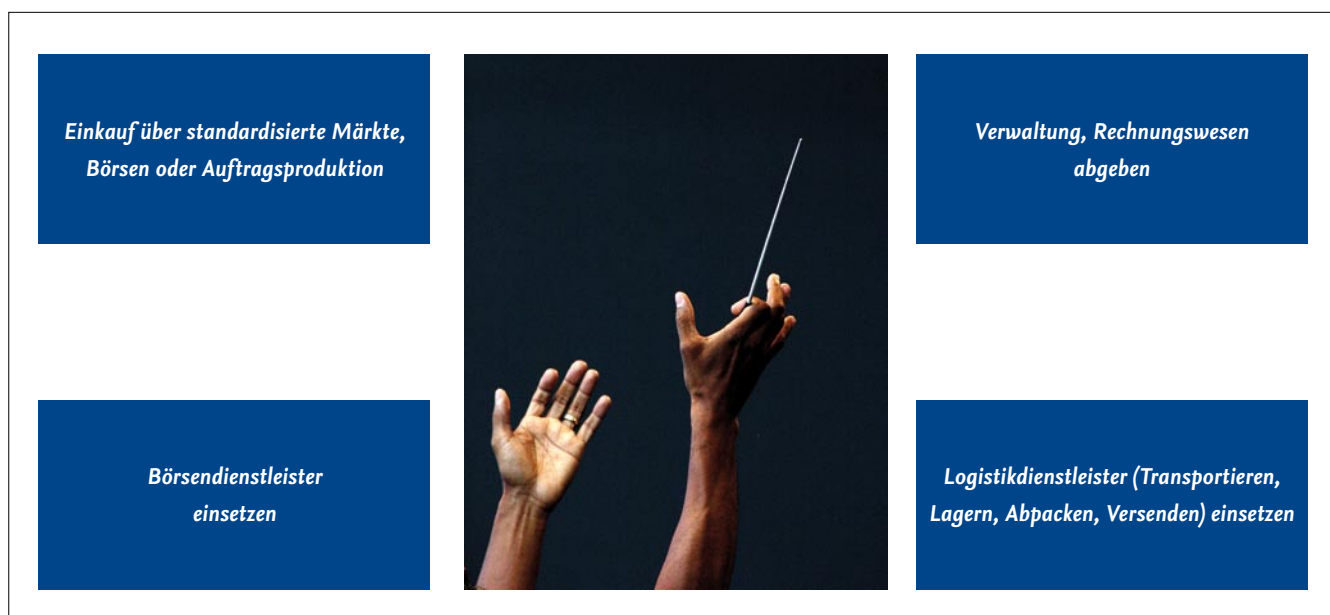 Einkauf über standardisierte Märkte,
Börsen oder Auftragsproduktion
Verwaltung, Rechnungswesen
abgeben
Börsendienstleister
einsetzen
Logistikdienstleister (Transportieren,
Lagern, Abpacken, Versenden) einsetzen